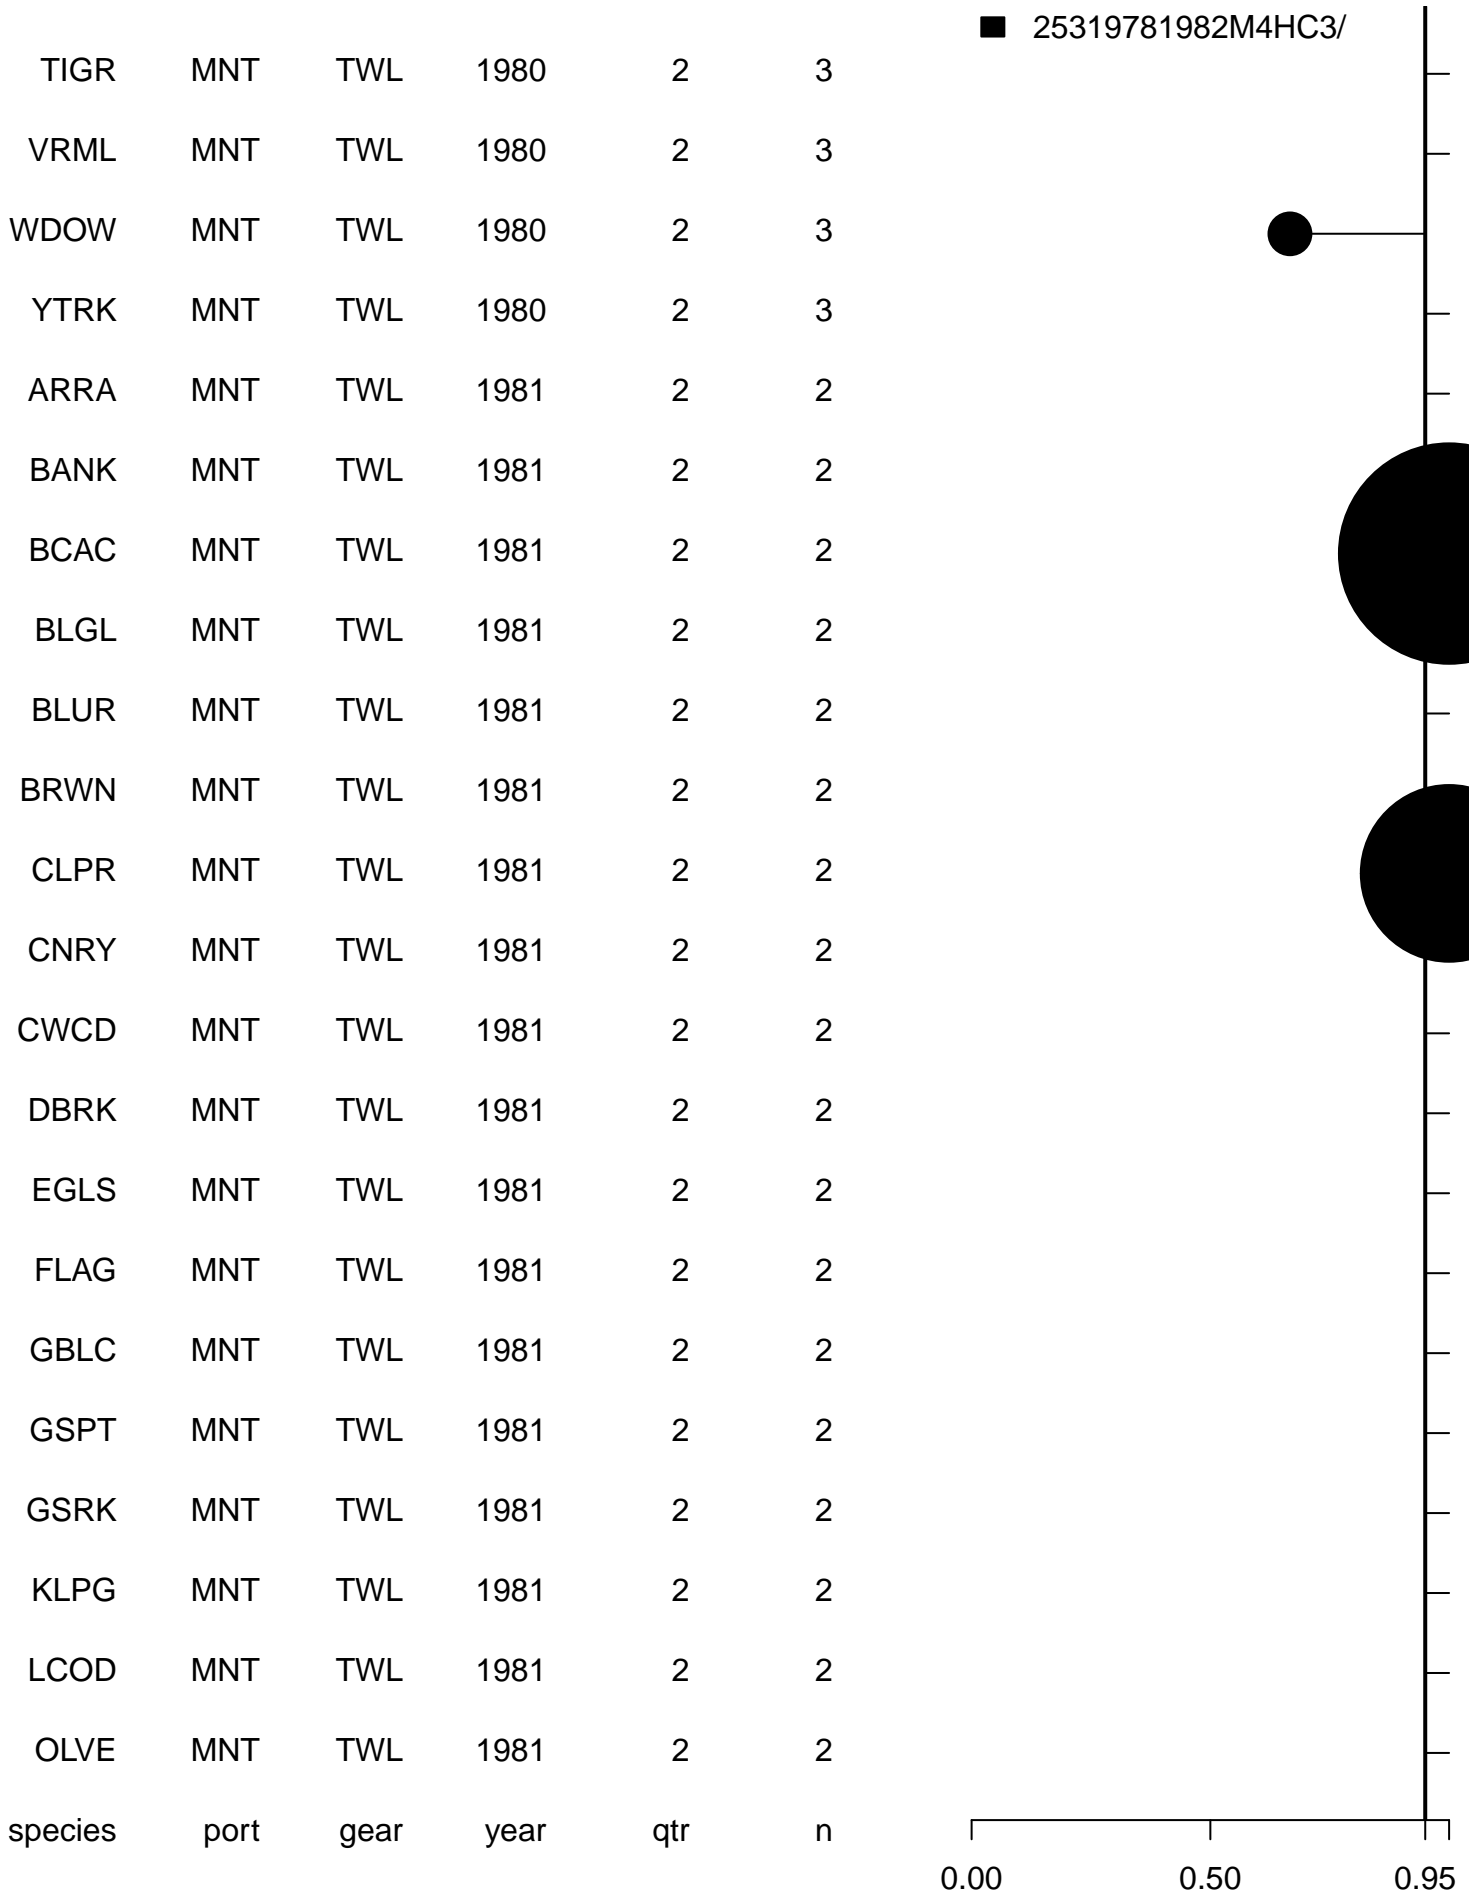 25319781982M4HC3/
TIGR MNT TWL 1980 2 3
VRML MNT TWL 1980 2 3
WDOW MNT TWL 1980 2 3
YTRK MNT TWL 1980 2 3
ARRA MNT TWL 1981 2 2
BANK MNT TWL 1981 2 2
BCAC MNT TWL 1981 2 2
BLGL MNT TWL 1981 2 2
BLUR MNT TWL 1981 2 2
BRWN MNT TWL 1981 2 2
CLPR MNT TWL 1981 2 2
CNRY MNT TWL 1981 2 2
CWCD MNT TWL 1981 2 2
DBRK MNT TWL 1981 2 2
EGLS MNT TWL 1981 2 2
FLAG MNT TWL 1981 2 2
GBLC MNT TWL 1981 2 2
GSPT MNT TWL 1981 2 2
GSRK MNT TWL 1981 2 2
KLPG MNT TWL 1981 2 2
LCOD MNT TWL 1981 2 2
OLVE MNT TWL 1981 2 2
species port gear year qtr n
0.00 0.50 0.95